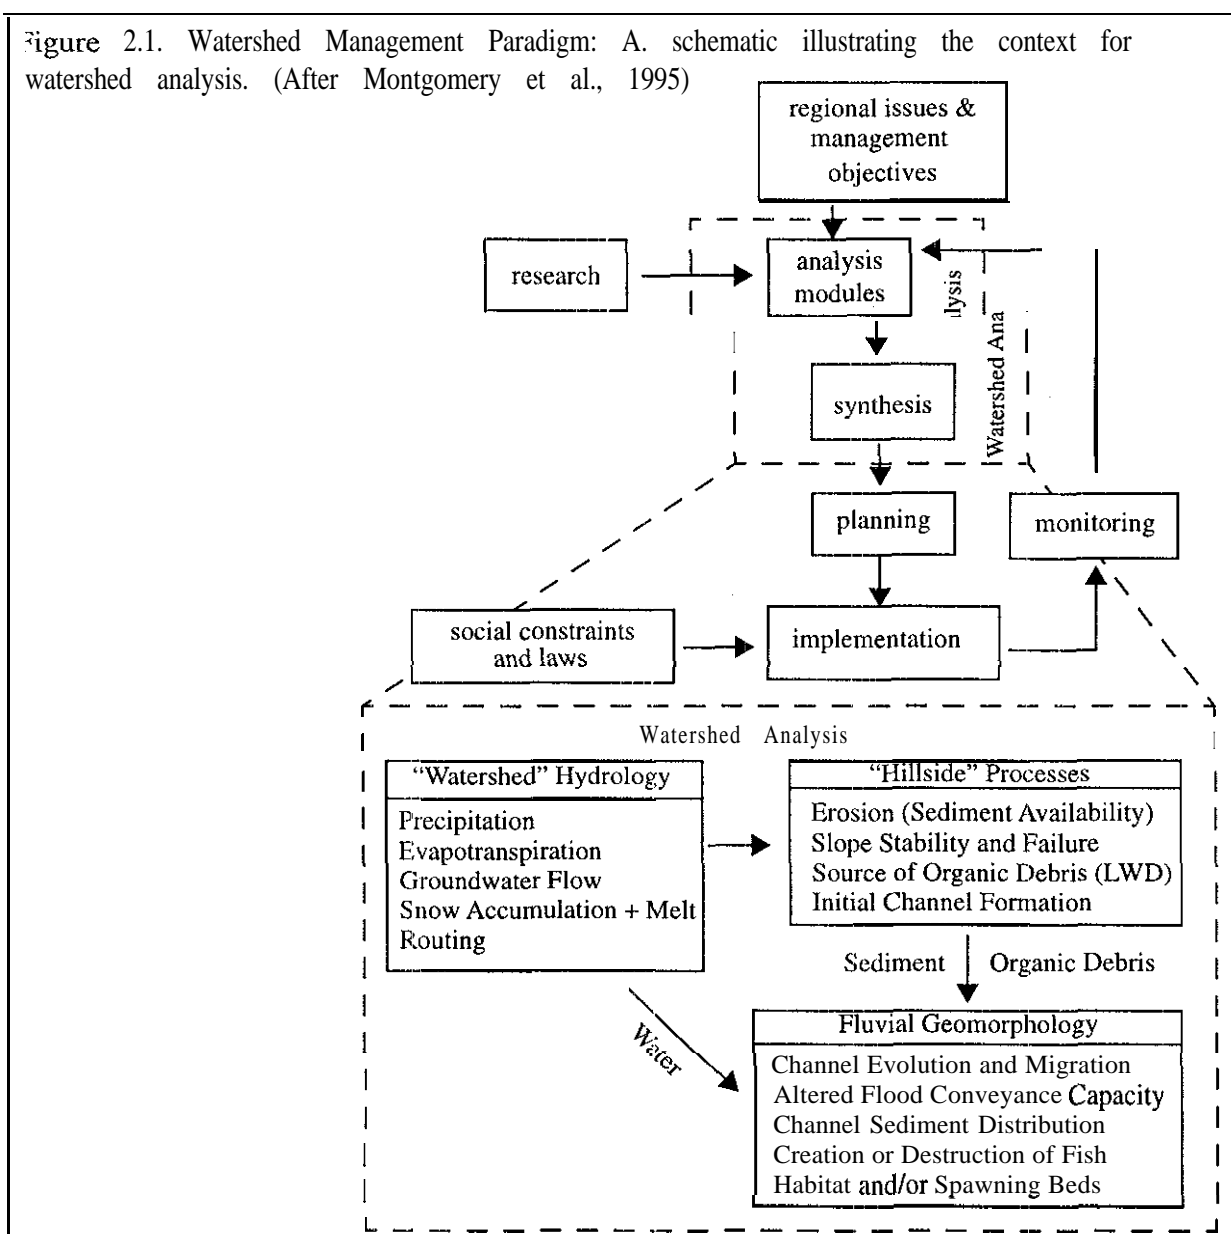 Figure 2.1. Watershed Management Paradigm: A. schematic illustrating the context for
watershed analysis. (After Montgomery et al., 1995)
regional issues &
management
objectives
research
analysis
modules
lysis
Watershed Ana
synthesis
planning
monitoring
social constraints
and laws
implementation
Watershed Analysis
"Watershed" Hydrology
Precipitation
Evapotranspiration
Groundwater Flow
Snow Accumulation + Melt
Routing
"Hillside" Processes
Erosion (Sediment Availability)
Slope Stability and Failure
Source of Organic Debris (LWD)
Initial Channel Formation
Sediment
Organic Debris
Water
Fluvial Geomorphology
Channel Evolution and Migration
Altered Flood Conveyance Capacity
Channel Sediment Distribution
Creation or Destruction of Fish
Habitat and/or Spawning Beds